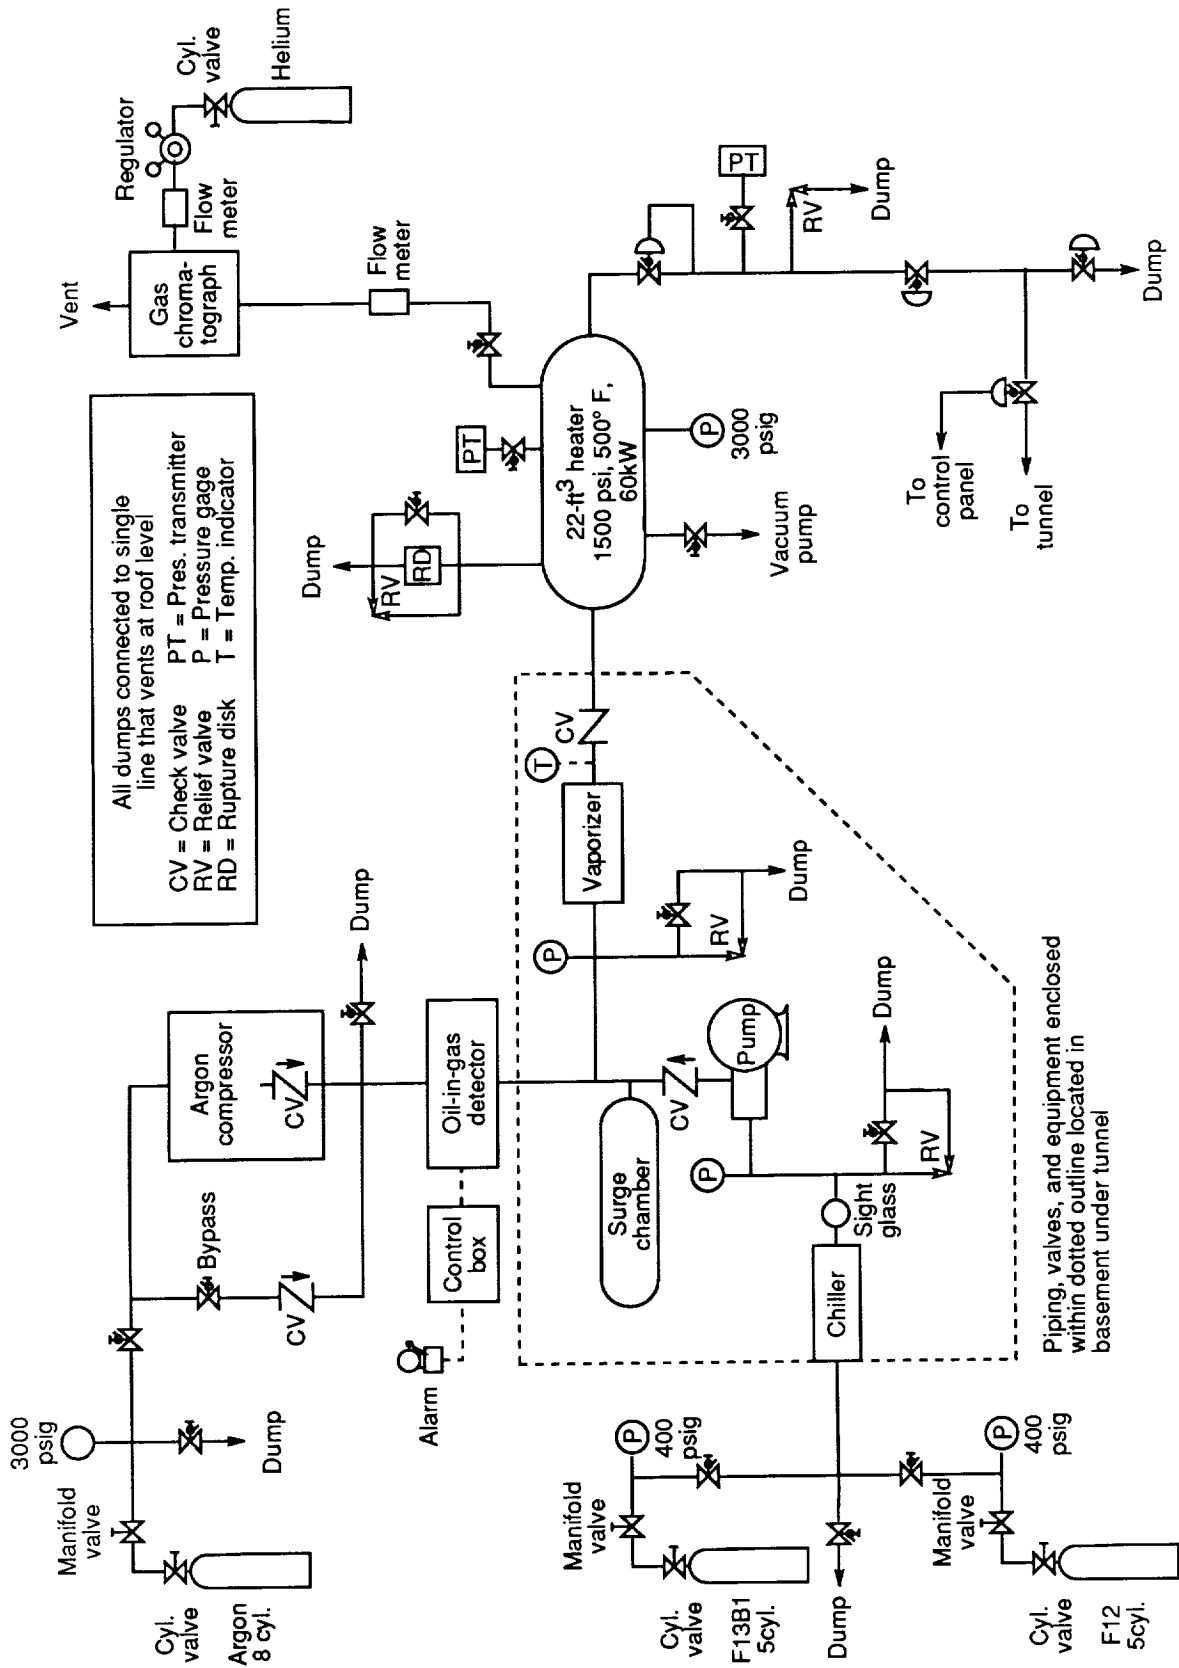 All dumps connected to single
line that vents at roof level
CV = Check valve
RV = Relief valve
RD = Rupture disk
PT = Pres. transmitter
P = Pressure gage
T = Temp. indicator
3000
psig
Manifold
valve
Cyl.
valve
Argon
8 cyl.
Dump
Bypass
CV
Argon
compressor
CV
Dump
Oil-in-gas
detector
Control
box
Alarm
Manifold
valve
P
400
psig
Cyl.
valve
F13B1
5cyl.
Dump
Manifold
valve
P
400
psig
Cyl.
valve
F12
5cyl.
Chiller
Sight
glass
P
RV
Dump
Pump
CV
Surge
chamber
P
RV
Dump
Vaporizer
T
CV
Piping, valves, and equipment enclosed
within dotted outline located in
basement under tunnel
22-ft³ heater
1500 psi, 500° F,
60kW
Dump
RV
RD
PT
Vacuum
pump
P
3000
psig
Flow
meter
Gas
chroma-
tograph
Vent
Flow
meter
Regulator
Cyl.
valve
Helium
PT
RV
Dump
Dump
To
control
panel
To
tunnel